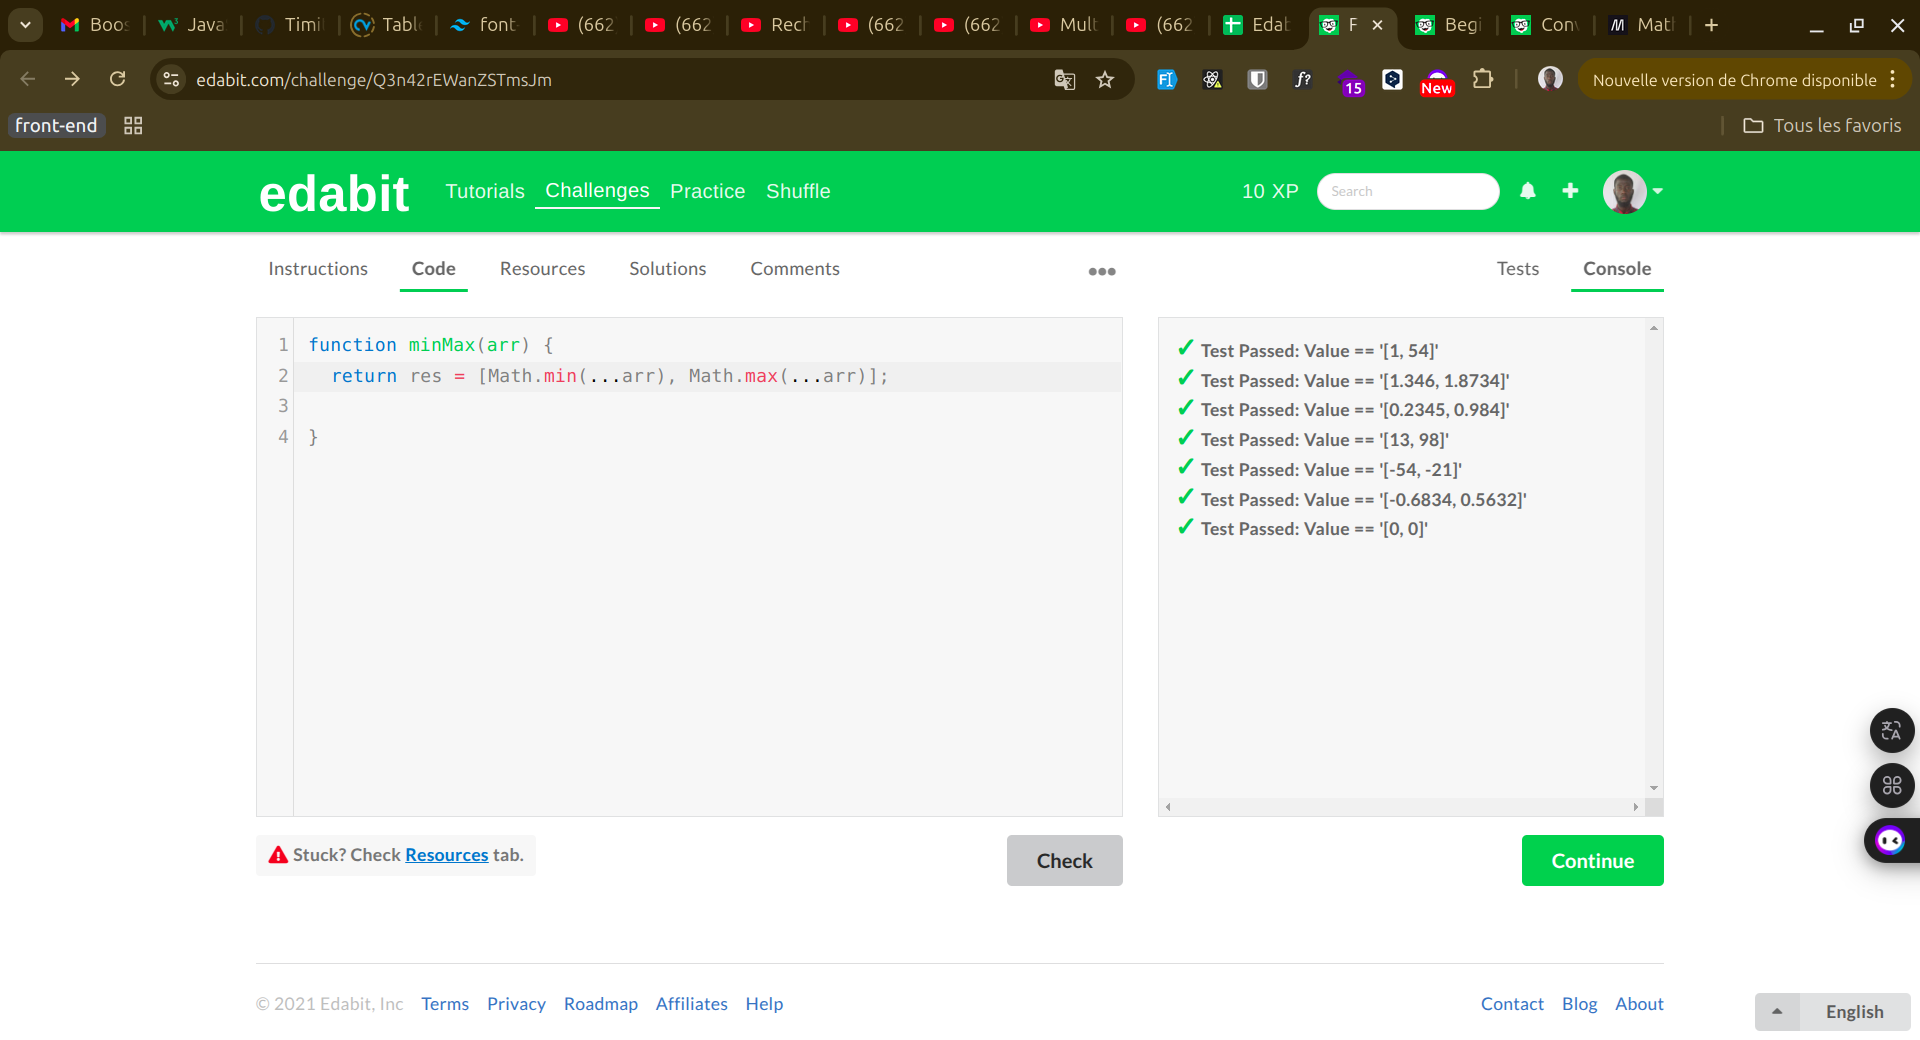 Boos
Java
Timi
Table
font-
(662
(662
Rech
(662
(662
Mult
(662
Edab
F
Begi
Conv
Math
edabit.com/challenge/Q3n42rEWanZSTmsJm
15
New
Nouvelle version de Chrome disponible
front-end
Tous les favoris
edabit
Tutorials Challenges Practice Shuffle
10 XP
Search
Instructions Code Resources Solutions Comments
Tests Console
1 function minMax(arr) {
2 return res = [Math.min(...arr), Math.max(...arr)];
3
4 }
✓ Test Passed: Value == '[1, 54]'
✓ Test Passed: Value == '[1.346, 1.8734]'
✓ Test Passed: Value == '[0.2345, 0.984]'
✓ Test Passed: Value == '[13, 98]'
✓ Test Passed: Value == '[-54, -21]'
✓ Test Passed: Value == '[-0.6834, 0.5632]'
✓ Test Passed: Value == '[0, 0]'
Stuck? Check Resources tab.
Check
Continue
© 2021 Edabit, Inc Terms Privacy Roadmap Affiliates Help
Contact Blog About
English